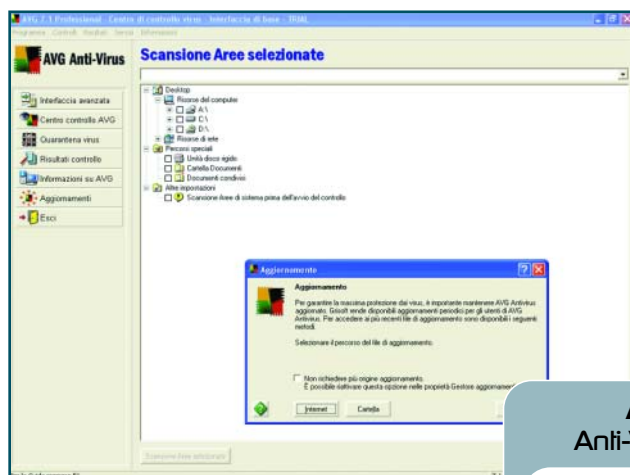 AVG 7.1 Professional - Centro di controllo virus - Interfaccia di base - TRIAL
Programma Controlli Risultati Servizi Informazioni
AVG Anti-Virus
Scansione Aree selezionate
Interfaccia avanzata
Centro controllo AVG
Quarantena virus
Risultati controllo
Informazioni su AVG
Aggiornamenti
Esci
Desktop
Risorse del computer
A:\
C:\
D:\
Risorse di rete
Percorsi speciali
Unità disco rigido
Cartella Documenti
Documenti condivisi
Altre impostazioni
Scansione Aree di sistema prima dell'avvio del controllo
Aggiornamento
Aggiornamento
Per garantire la massima protezione dai virus, è importante mantenere AVG Antivirus
aggiornato. Grisoft rende disponibili aggiornamenti periodici per gli utenti di AVG
Antivirus. Per accedere ai più recenti file di aggiornamento sono disponibili i seguenti
metodi.
Selezionare il percorso del file di aggiornamento.
Non richiedere più origine aggiornamento.
È possibile riattivare questa opzione nelle proprietà Gestore
Internet
Cartella
Scansione Aree selezionate
A
Anti-V